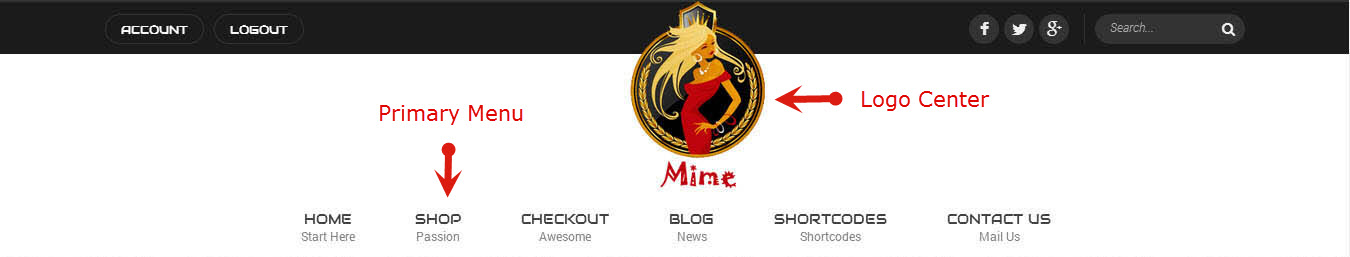 ACCOUNT LOGOUT
f g+ Search...
Logo Center
Primary Menu
Mime
HOME SHOP CHECKOUT BLOG SHORTCODES CONTACT US
Start Here Passion Awesome News Shortcodes Mail Us